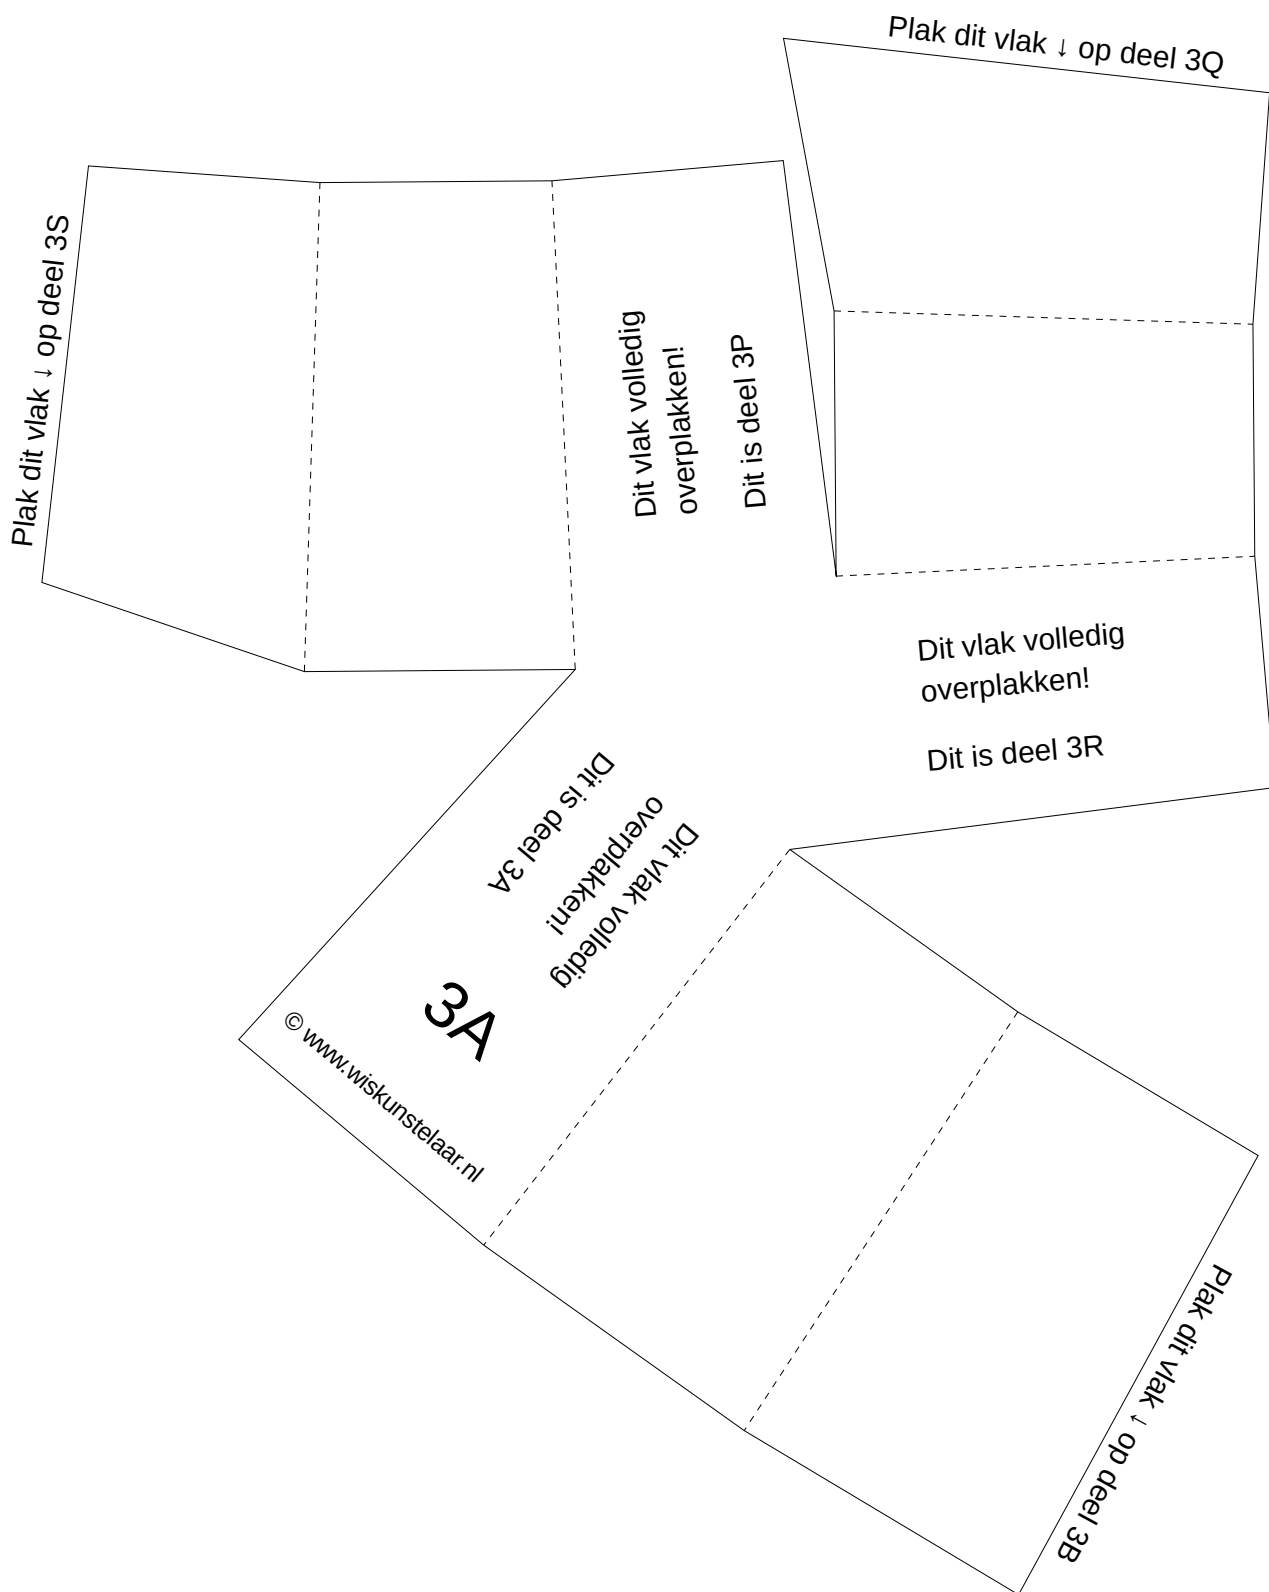 Plak dit vlak ↓ op deel 3Q
Plak dit vlak ↓ op deel 3S
Dit vlak volledig
overplakken!
Dit is deel 3P
Dit vlak volledig
overplakken!
Dit is deel 3R
Dit vlak volledig
overplakken!
Dit is deel 3A
3A
© www.wiskunstelaar.nl
Plak dit vlak ↓ op deel 3B